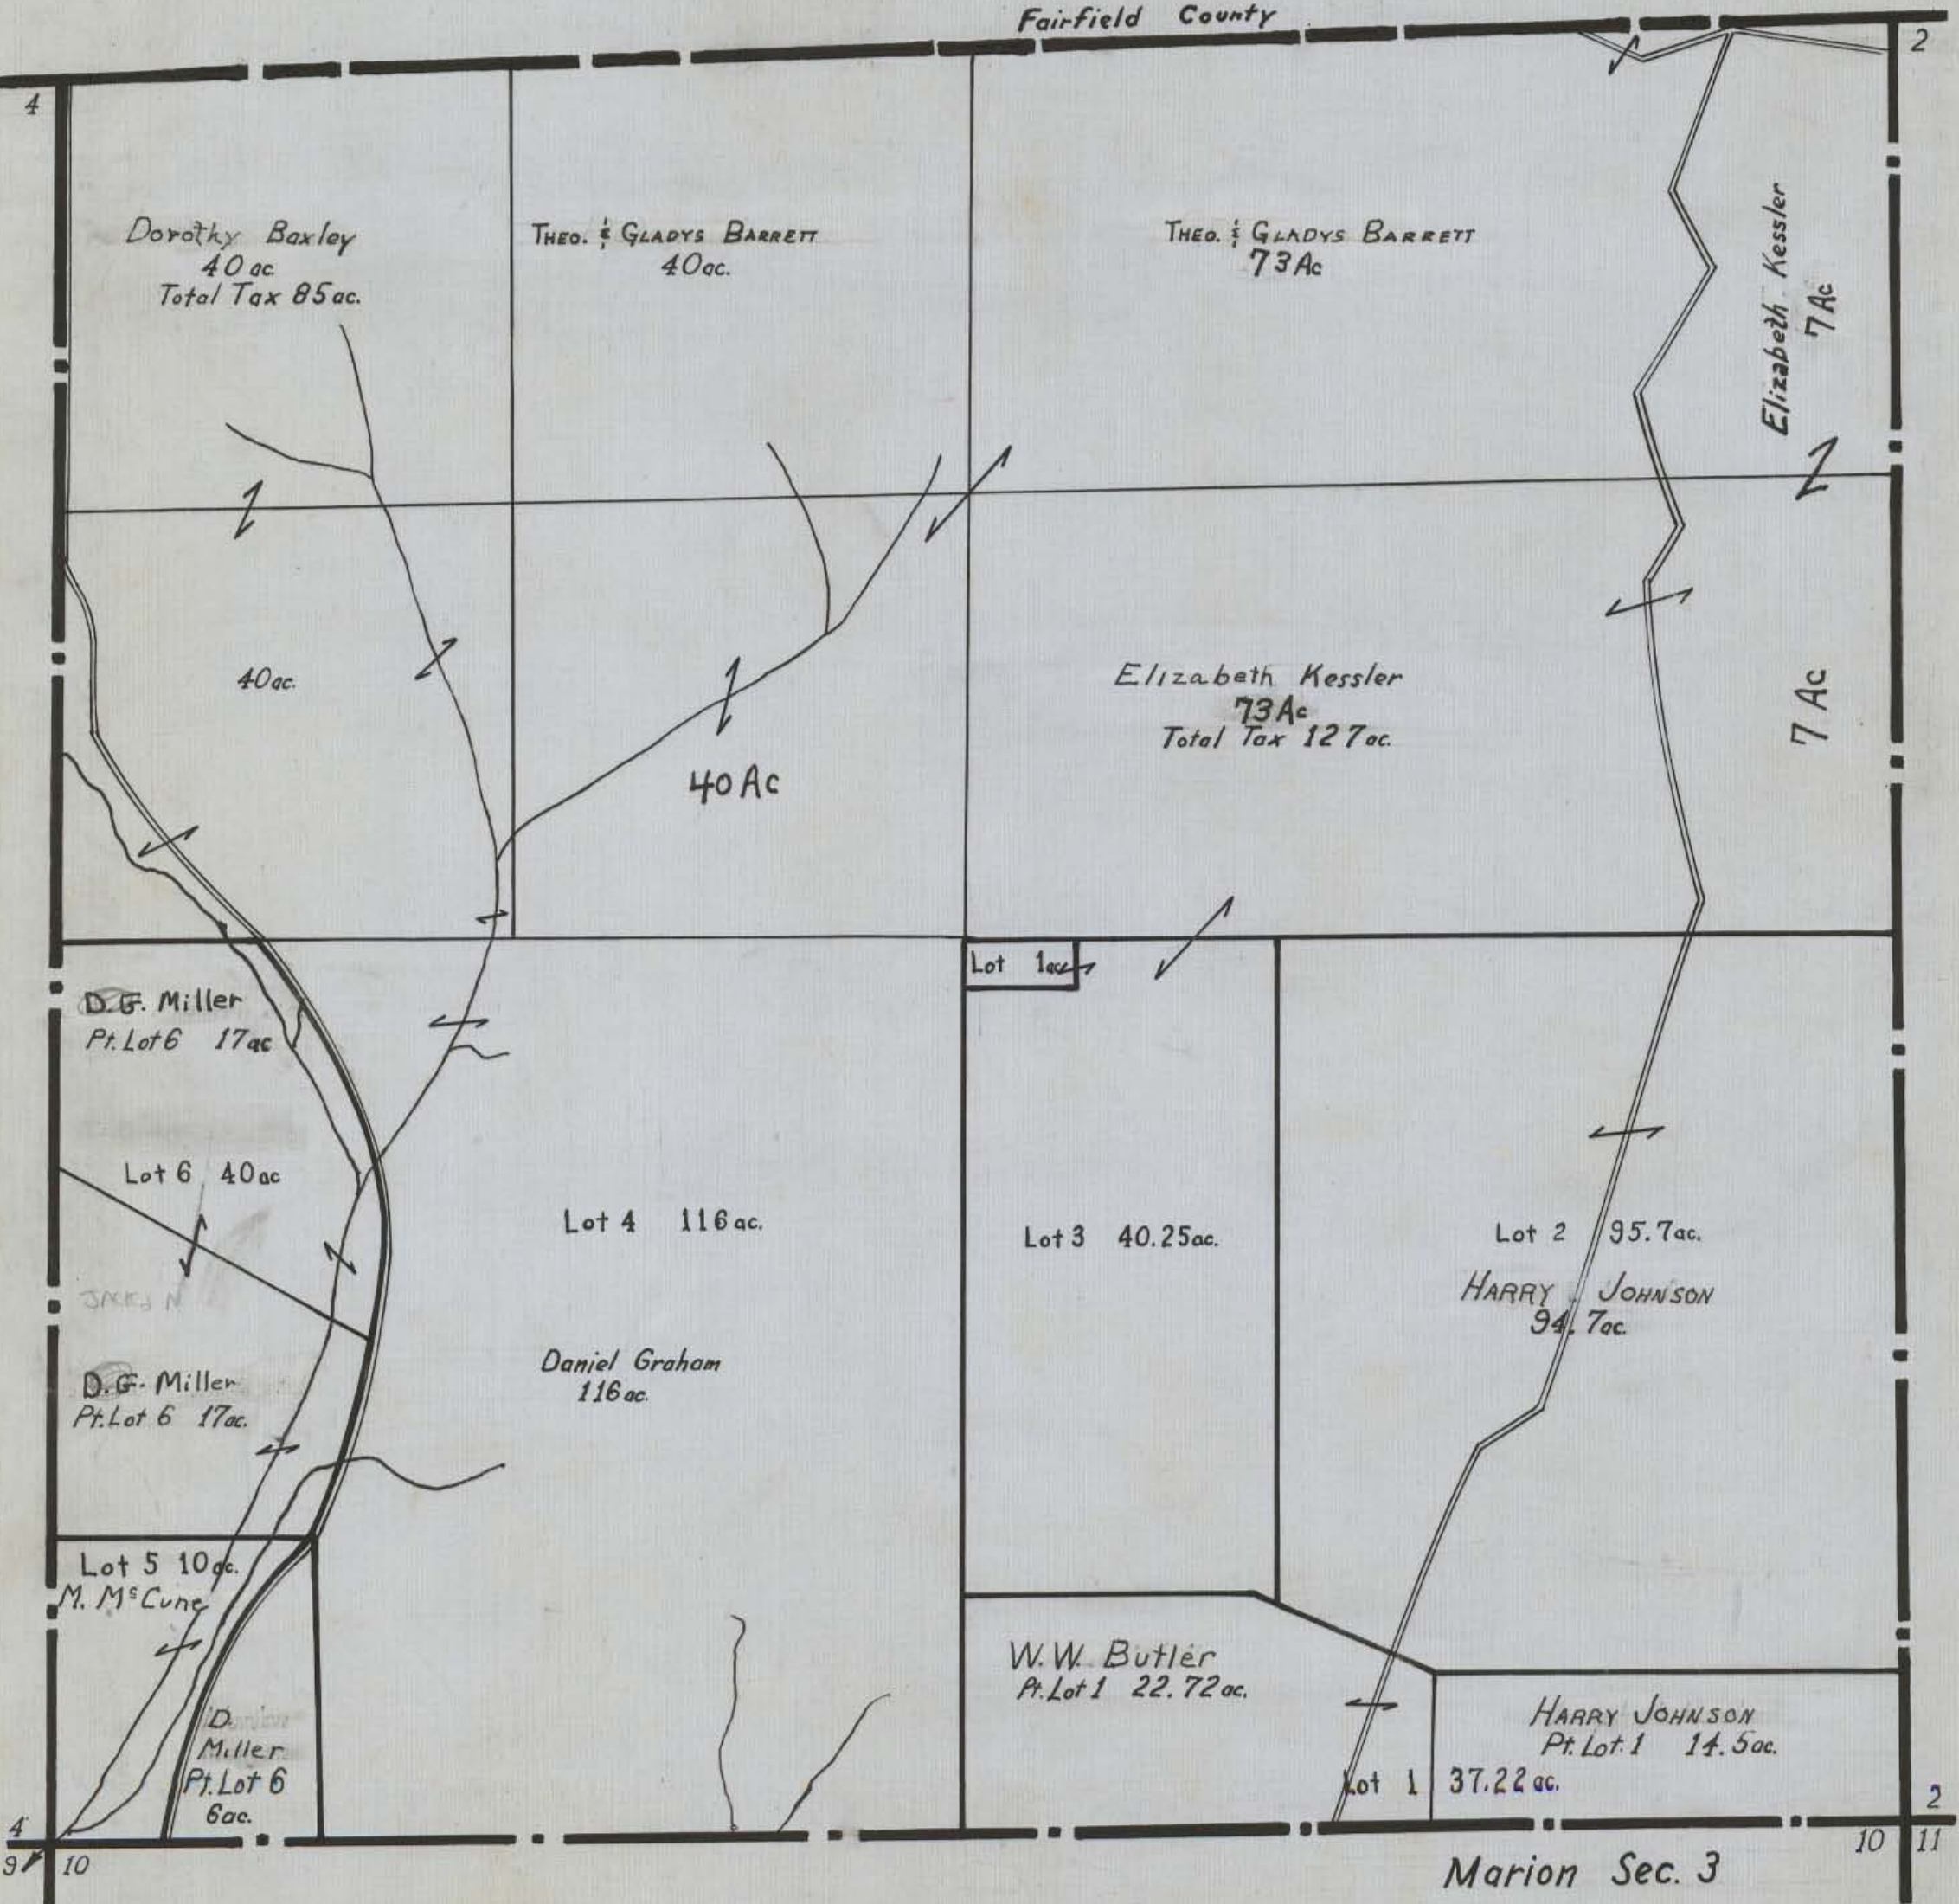 Fairfield County
4
2
Dorothy Baxley
40 ac.
Total Tax 85 ac.
THEO. & GLADYS BARRETT
40 ac.
THEO. & GLADYS BARRETT
73 Ac
Elizabeth Kessler
7 Ac
40 ac.
40 Ac
Elizabeth Kessler
73 Ac
Total Tax 127 ac.
7 Ac
Lot 1 ac
D.G. Miller
Pt. Lot 6 17 ac
Lot 6 40 ac
D.G. Miller
Pt. Lot 6 17 ac.
Lot 4 116 ac.
Daniel Graham
116 ac.
Lot 3 40.25 ac.
Lot 2 95.7 ac.
HARRY JOHNSON
94.7 ac.
Lot 5 10 ac.
M. McCune
D.
Miller
Pt. Lot 6
6 ac.
W.W. Butler
Pt. Lot 1 22.72 ac.
HARRY JOHNSON
Pt. Lot 1 14.5 ac.
Lot 1 37.22 ac.
4
9 10
2
10 11
Marion Sec. 3